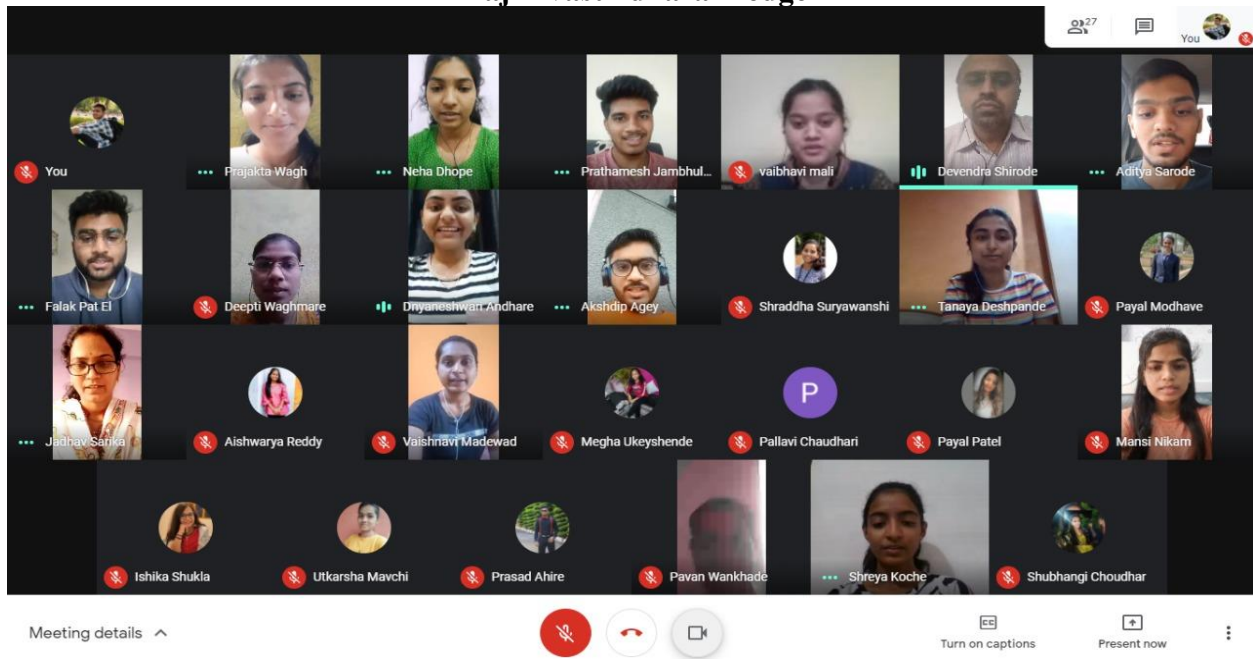 27
You
You
Prajakta Wagh
Neha Dhope
Prathamesh Jambhul...
vaibhavi mali
Devendra Shirode
Aditya Sarode
Falak Pat El
Deepti Waghmare
Dnyaneshwari Andhare
Akshdip Agey
Shraddha Suryawanshi
Tanaya Deshpande
Payal Modhave
Jadhav Sarika
Aishwarya Reddy
Vaishnavi Madewad
Megha Ukeyshende
P
Pallavi Chaudhari
Payal Patel
Mansi Nikam
Ishika Shukla
Utkarsha Mavchi
Prasad Ahire
Pavan Wankhade
Shreya Koche
Shubhangi Choudhar
Meeting details
CC
Turn on captions
Present now